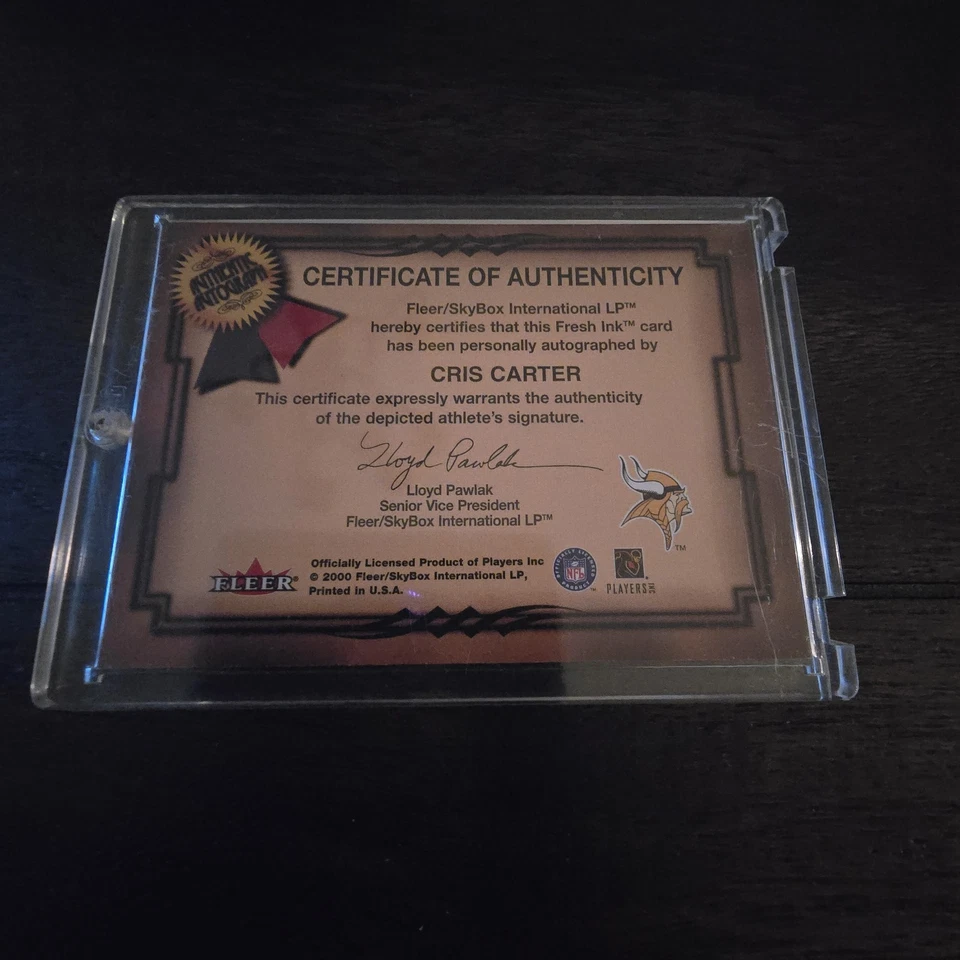 AUTHENTIC
AUTOGRAPH
CERTIFICATE OF AUTHENTICITY
Fleer/SkyBox International LP™
hereby certifies that this Fresh Ink™ card
has been personally autographed by
CRIS CARTER
This certificate expressly warrants the authenticity
of the depicted athlete's signature.
Lloyd Pawlak
Lloyd Pawlak
Senior Vice President
Fleer/SkyBox International LP™
TM
FLEER®
Officially Licensed Product of Players Inc
© 2000 Fleer/SkyBox International LP,
Printed in U.S.A.
NFL
TM
PLAYERS INC